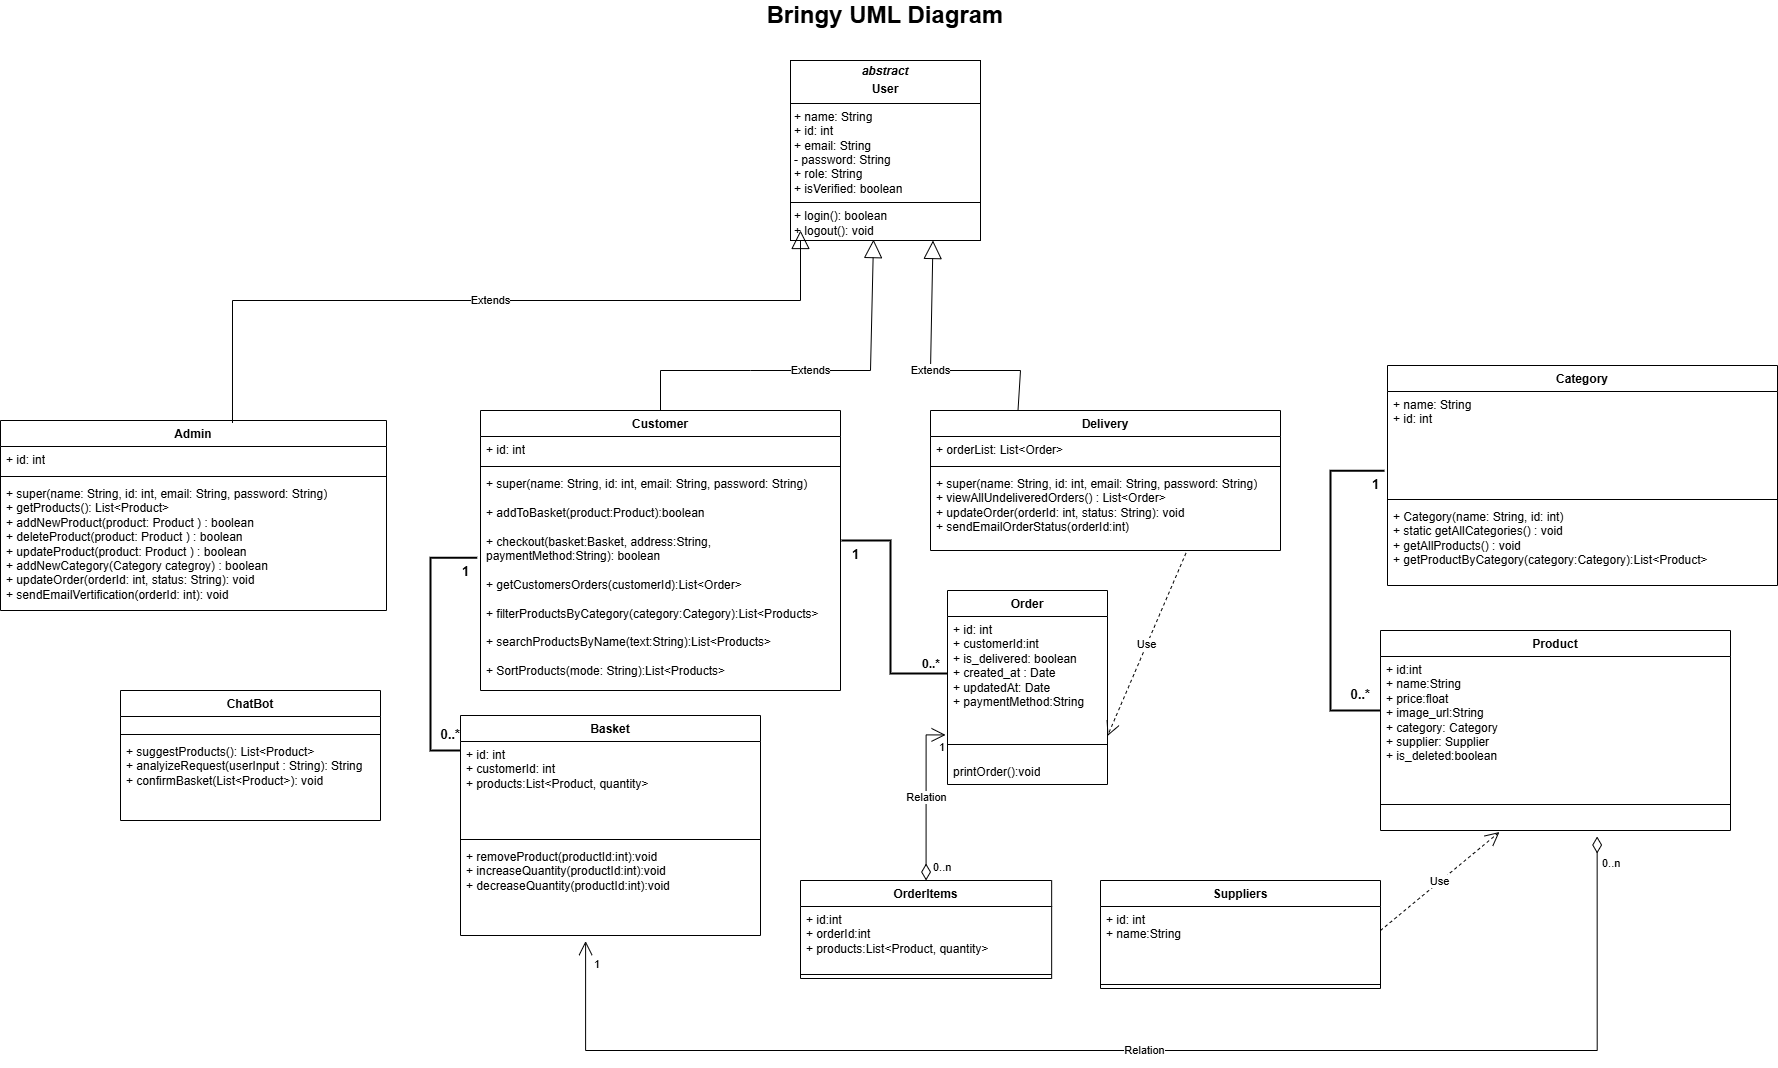 Bringy UML Diagram
abstract
User
+ name: String
+ id: int
+ email: String
- password: String
+ role: String
+ isVerified: boolean
+ login(): boolean
+ logout(): void
Extends
Extends
Extends
Admin
+ id: int
+ super(name: String, id: int, email: String, password: String)
+ getProducts(): List<Product>
+ addNewProduct(product: Product ) : boolean
+ deleteProduct(product: Product ) : boolean
+ updateProduct(product: Product ) : boolean
+ addNewCategory(Category categroy) : boolean
+ updateOrder(orderId: int, status: String): void
+ sendEmailVertification(orderId: int): void
Customer
+ id: int
+ super(name: String, id: int, email: String, password: String)
+ addToBasket(product:Product):boolean
+ checkout(basket:Basket, address:String,
paymentMethod:String): boolean
+ getCustomersOrders(customerId):List<Order>
+ filterProductsByCategory(category:Category):List<Products>
+ searchProductsByName(text:String):List<Products>
+ SortProducts(mode: String):List<Products>
Delivery
+ orderList: List<Order>
+ super(name: String, id: int, email: String, password: String)
+ viewAllUndeliveredOrders() : List<Order>
+ updateOrder(orderId: int, status: String): void
+ sendEmailOrderStatus(orderId:int)
Category
+ name: String
+ id: int
+ Category(name: String, id: int)
+ static getAllCategories() : void
+ getAllProducts() : void
+ getProductByCategory(category:Category):List<Product>
1
0..*
1
0..*
1
0..*
Order
+ id: int
+ customerId:int
+ is_delivered: boolean
+ created_at : Date
+ updatedAt: Date
+ paymentMethod:String
printOrder():void
Use
Product
+ id:int
+ name:String
+ price:float
+ image_url:String
+ category: Category
+ supplier: Supplier
+ is_deleted:boolean
ChatBot
+ suggestProducts(): List<Product>
+ analyizeRequest(userInput : String): String
+ confirmBasket(List<Product>): void
Basket
+ id: int
+ customerId: int
+ products:List<Product, quantity>
+ removeProduct(productId:int):void
+ increaseQuantity(productId:int):void
+ decreaseQuantity(productId:int):void
1
Relation
0..n
OrderItems
+ id:int
+ orderId:int
+ products:List<Product, quantity>
Suppliers
+ id: int
+ name:String
Use
0..n
1
Relation